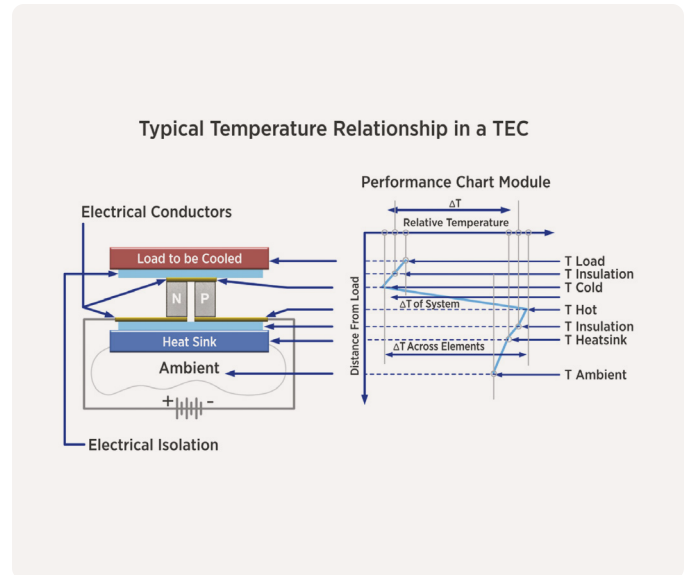 Typical Temperature Relationship in a TEC
Performance Chart Module
ΔT
Electrical Conductors
Relative Temperature
Load to be Cooled
N P
Heat Sink
Ambient
+ -
Electrical Isolation
Distance From Load
ΔT of System
ΔT Across Elements
T Load
T Insulation
T Cold
T Hot
T Insulation
T Heatsink
T Ambient